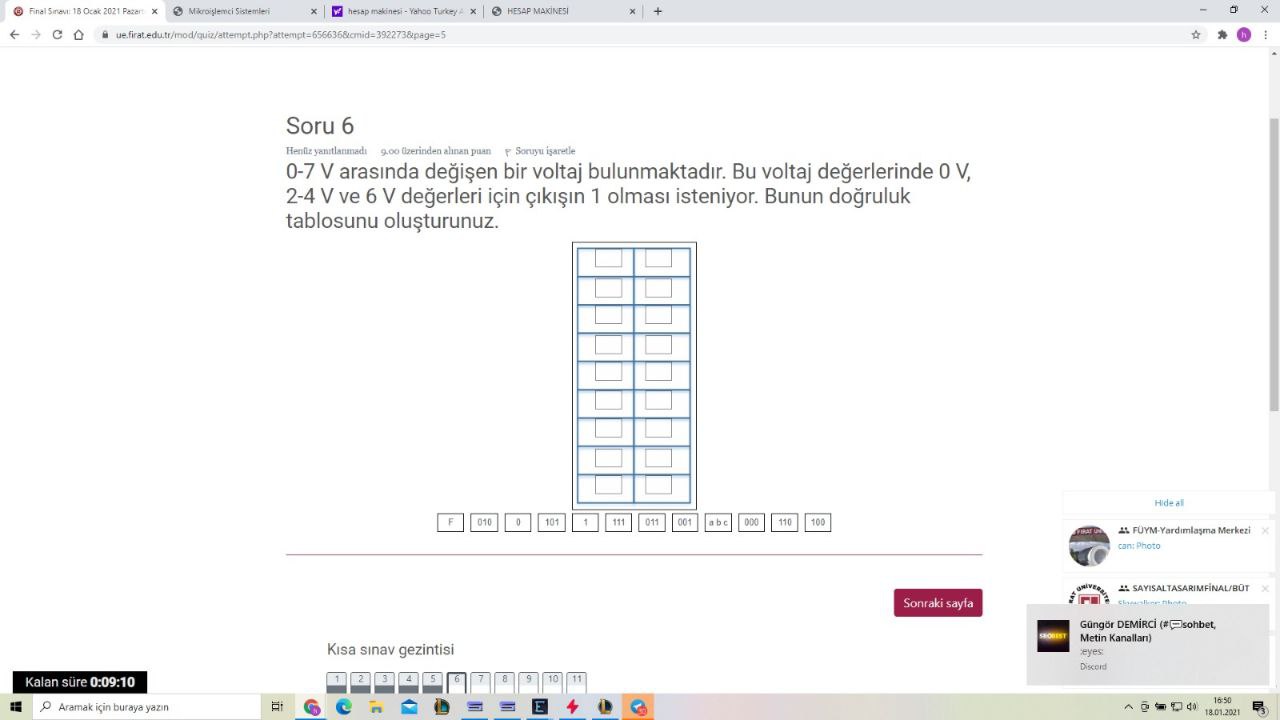 Final Sınavı: 18 Ocak 2021 Pazart
Mikroişlemci Sistemleri
hesap makinesi - Yahoo Turkey A
HESAP MAKİNESİ
ue.firat.edu.tr/mod/quiz/attempt.php?attempt=656636&cmid=392273&page=5
h
Soru 6
Henüz yanıtlanmadı 9.00 üzerinden alınan puan Soruyu işaretle
0-7 V arasında değişen bir voltaj bulunmaktadır. Bu voltaj değerlerinde 0 V,
2-4 V ve 6 V değerleri için çıkışın 1 olması isteniyor. Bunun doğruluk
tablosunu oluşturunuz.
F 010 0 101 1 111 011 001 a b c 000 110 100
Hide all
FÜYM-Yardımlaşma Merkezi
can: Photo
SAYISALTASARIMFİNAL/BÜT
Skywalker: Photo
Sonraki sayfa
Güngör DEMİRCİ (#💬sohbet,
Metin Kanalları)
:eyes:
Discord
Kısa sınav gezintisi
1 2 3 4 5 6 7 8 9 10 11
Kalan süre 0:09:10
Aramak için buraya yazın
16:50
18.01.2021
3